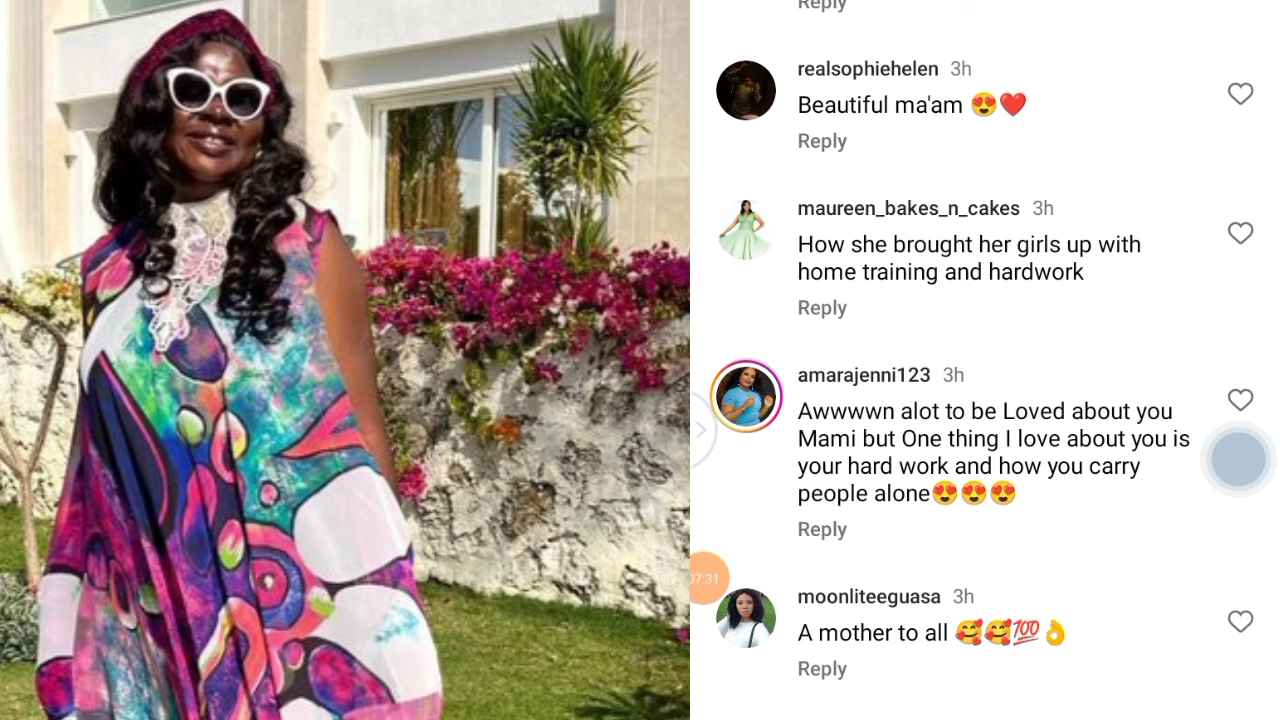 Reply
realsophiehelen 3h
Beautiful ma'am 😍❤️
Reply
maureen_bakes_n_cakes 3h
How she brought her girls up with
home training and hardwork
Reply
amarajenni123 3h
Awwwwn alot to be Loved about you
Mami but One thing I love about you is
your hard work and how you carry
people alone😍😍😍
Reply
07:31
moonliteeguasa 3h
A mother to all 🥰🥰💯👌
Reply